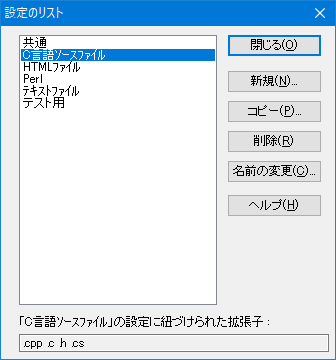 設定のリスト
共通
C言語ソースファイル
HTMLファイル
Perl
テキストファイル
テスト用
閉じる(O)
新規(N)...
コピー(P)...
削除(R)
名前の変更(C)...
ヘルプ(H)
「C言語ソースファイル」の設定に紐づけられた拡張子：
.cpp .c .h .cs